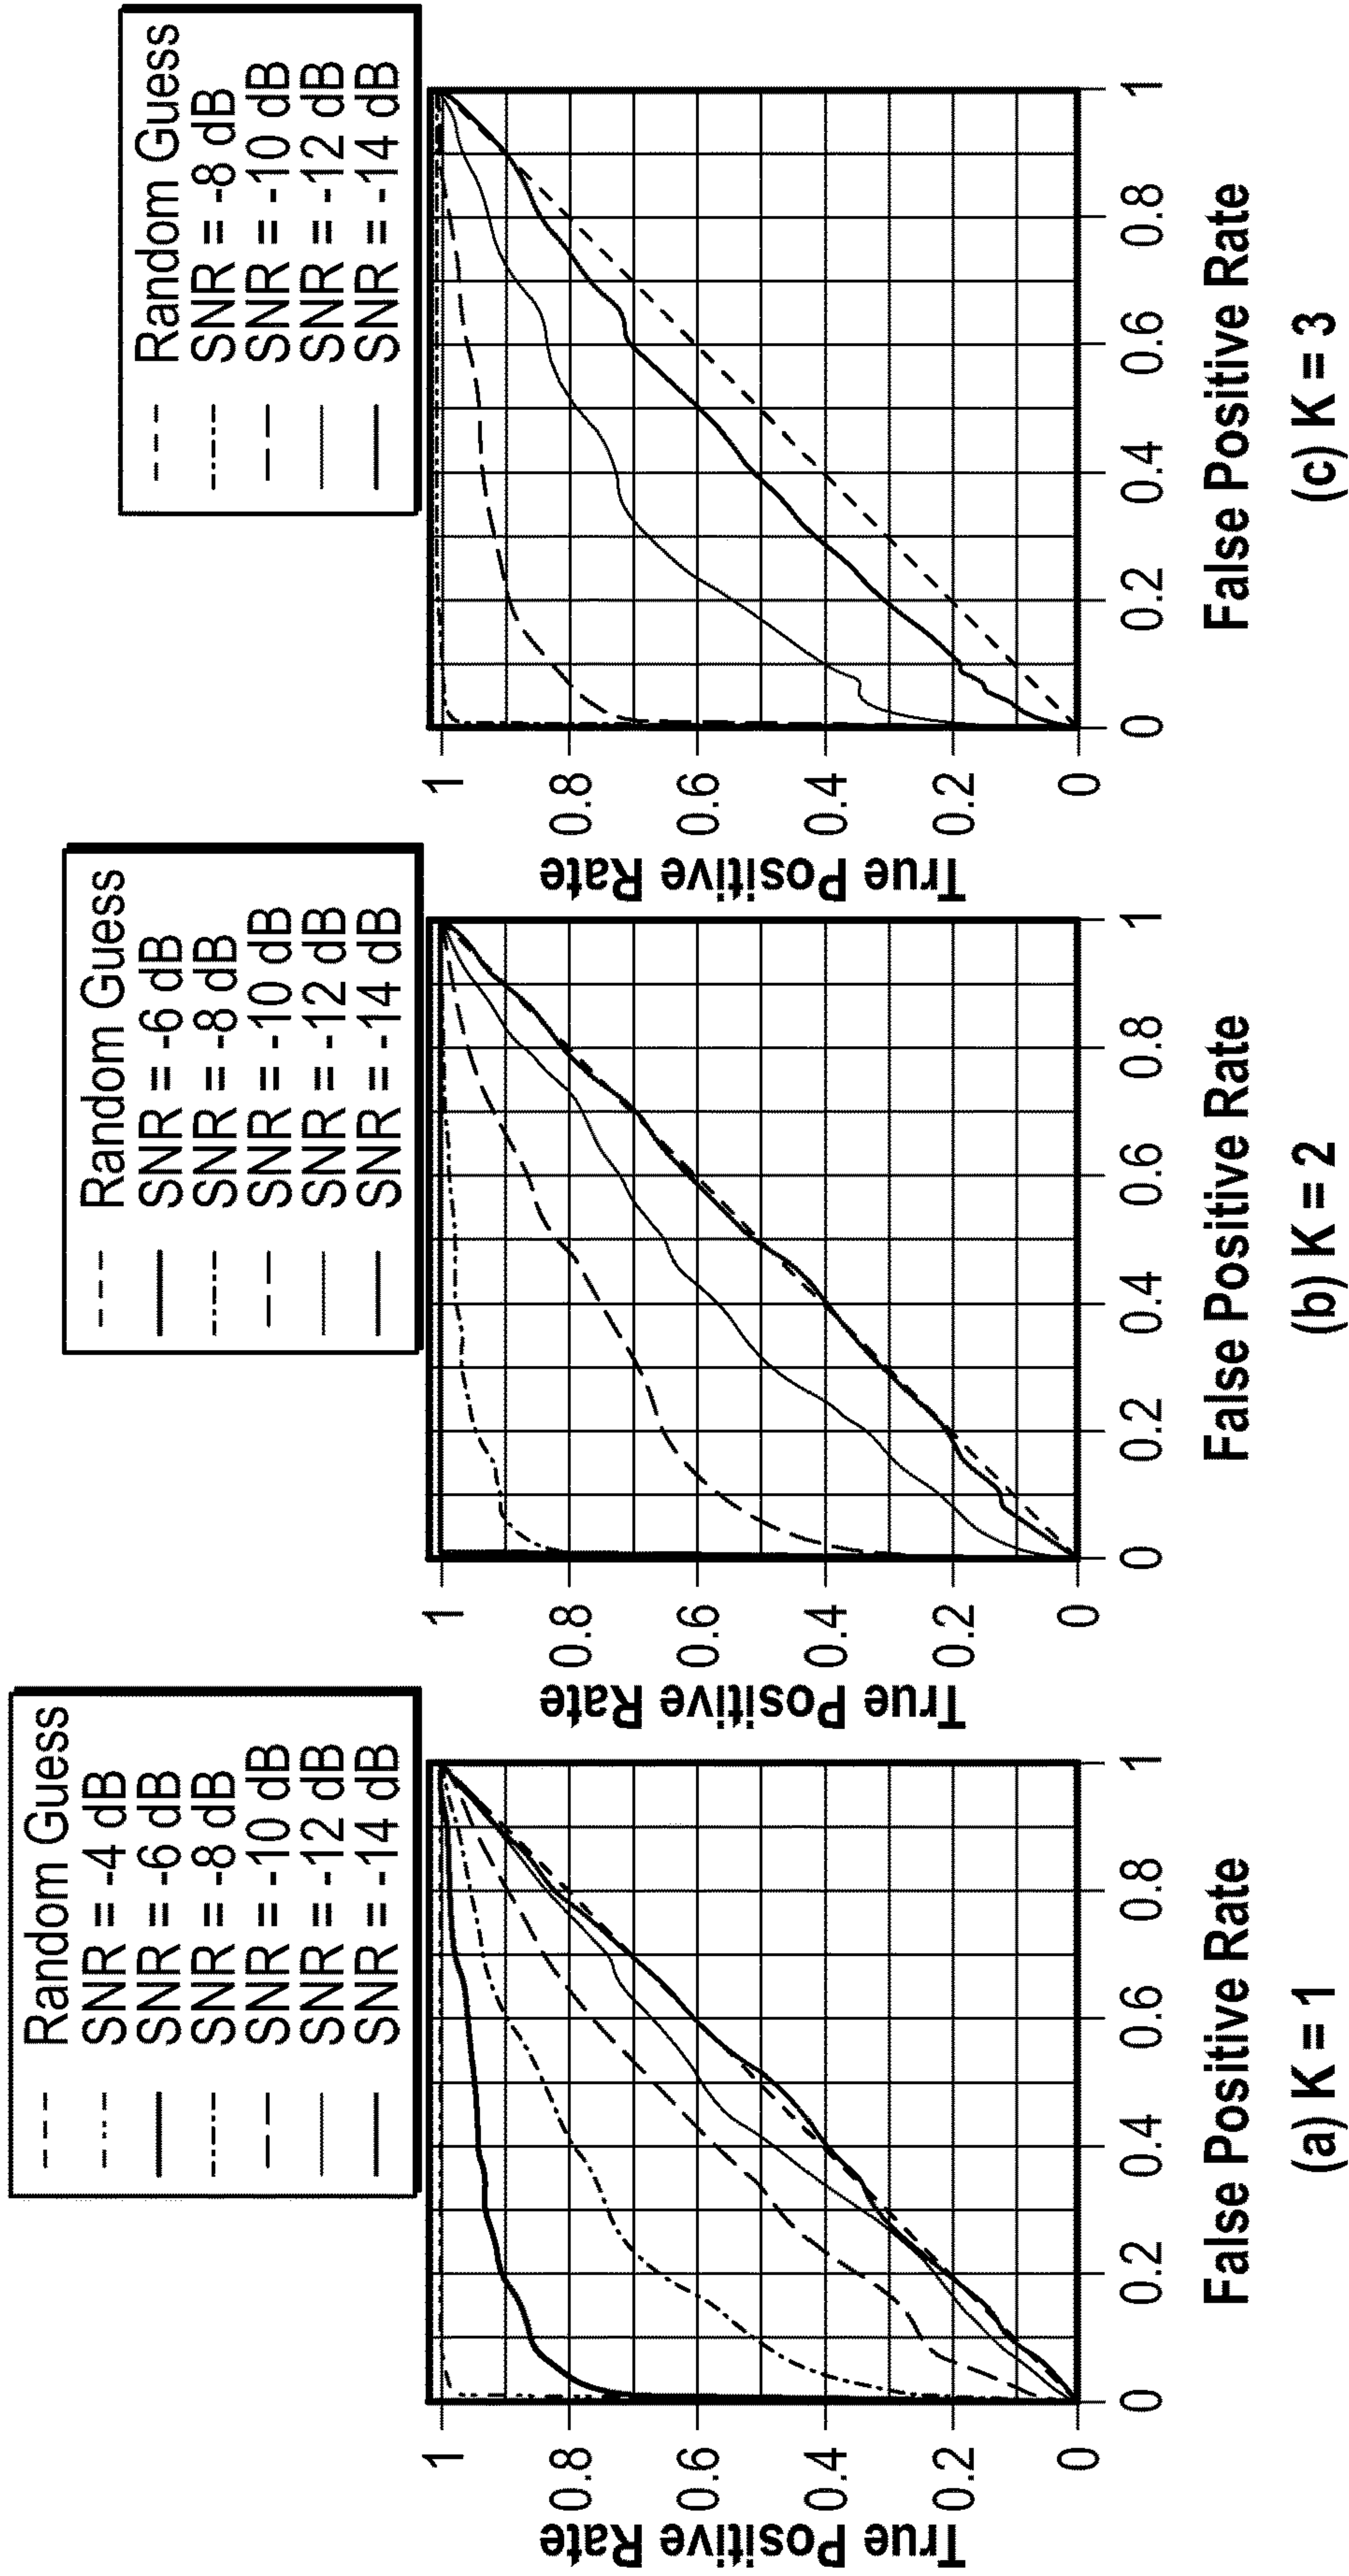 Random Guess
SNR = -4 dB
SNR = -6 dB
SNR = -8 dB
SNR = -10 dB
SNR = -12 dB
SNR = -14 dB
True Positive Rate
1
0.8
0.6
0.4
0.2
0
0 0.2 0.4 0.6 0.8 1
False Positive Rate
(a) K = 1
Random Guess
SNR = -6 dB
SNR = -8 dB
SNR = -10 dB
SNR = -12 dB
SNR = -14 dB
True Positive Rate
1
0.8
0.6
0.4
0.2
0
0 0.2 0.4 0.6 0.8 1
False Positive Rate
(b) K = 2
Random Guess
SNR = -8 dB
SNR = -10 dB
SNR = -12 dB
SNR = -14 dB
True Positive Rate
1
0.8
0.6
0.4
0.2
0
0 0.2 0.4 0.6 0.8 1
False Positive Rate
(c) K = 3